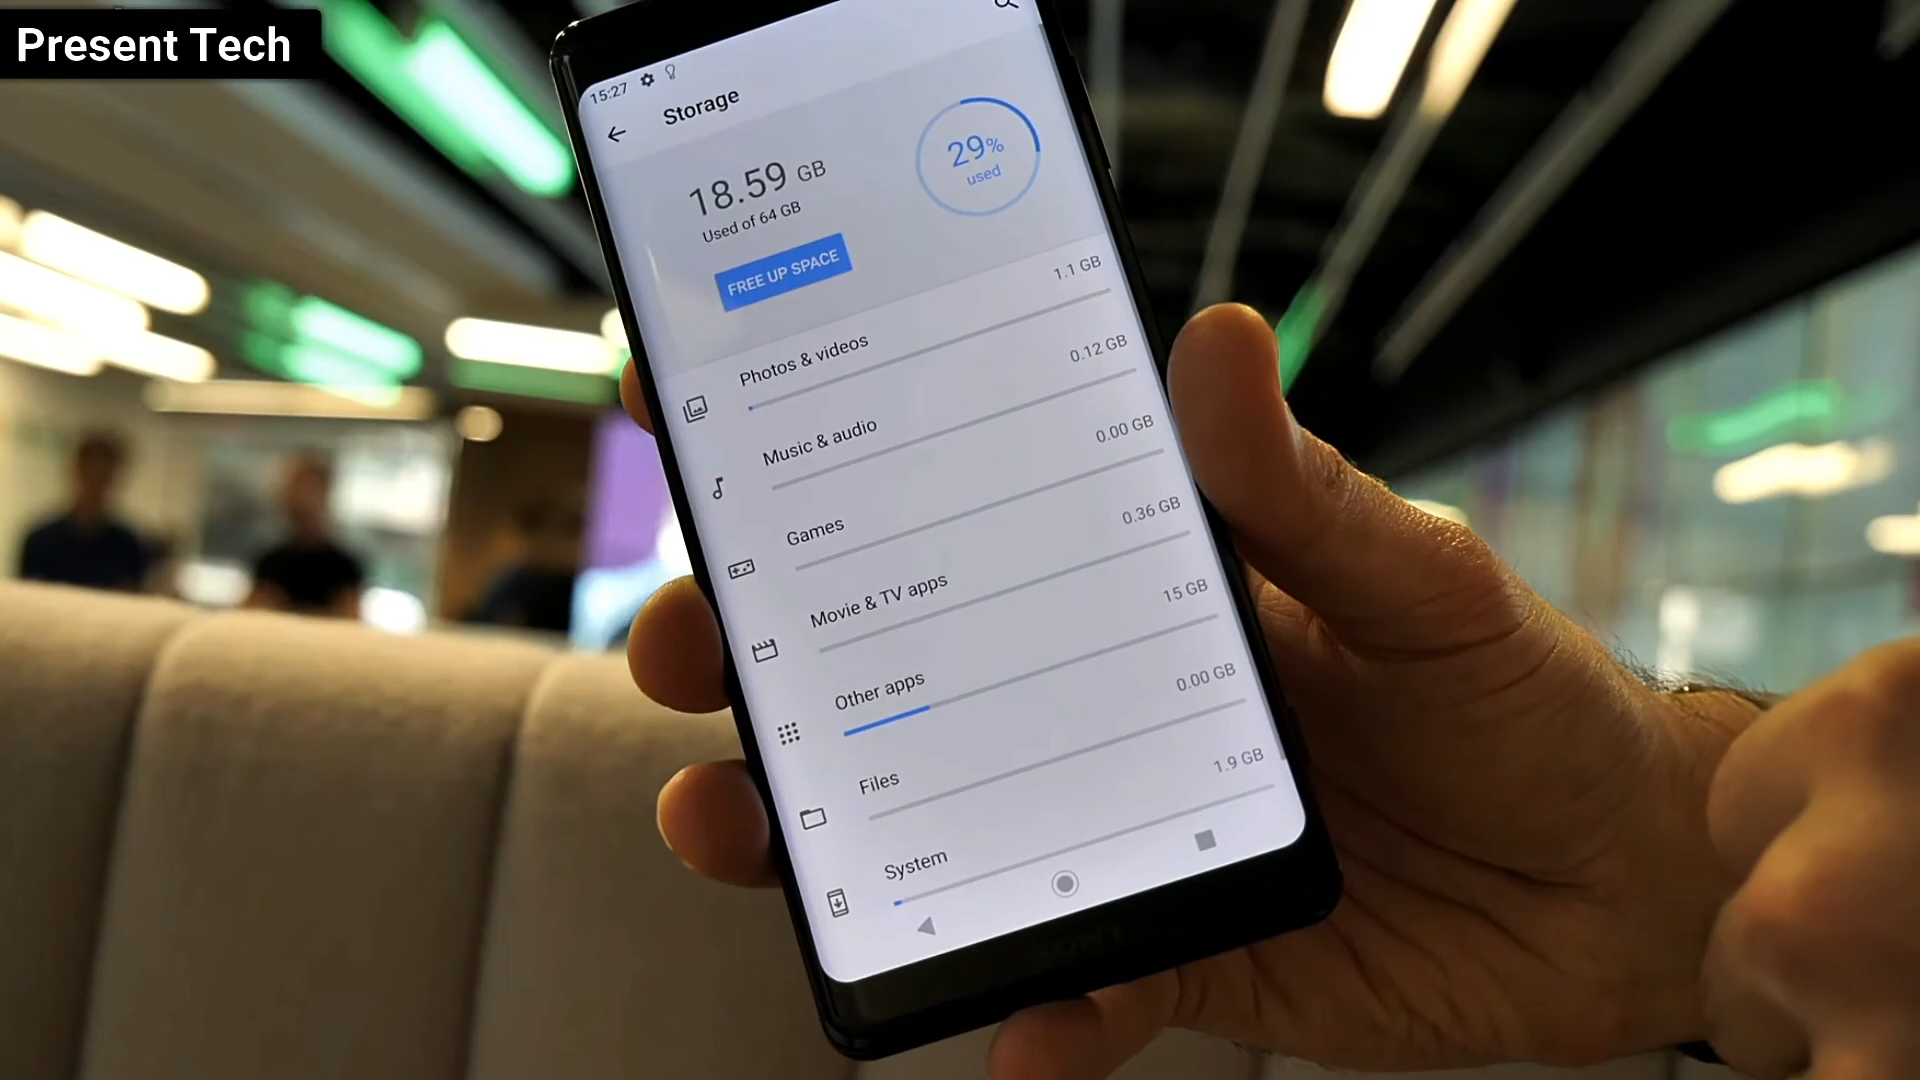 Present Tech
15:27
Storage
18.59 GB
Used of 64 GB
29%
used
FREE UP SPACE
Photos & videos
1.1 GB
Music & audio
0.12 GB
Games
0.00 GB
Movie & TV apps
0.36 GB
Other apps
15 GB
Files
0.00 GB
System
1.9 GB